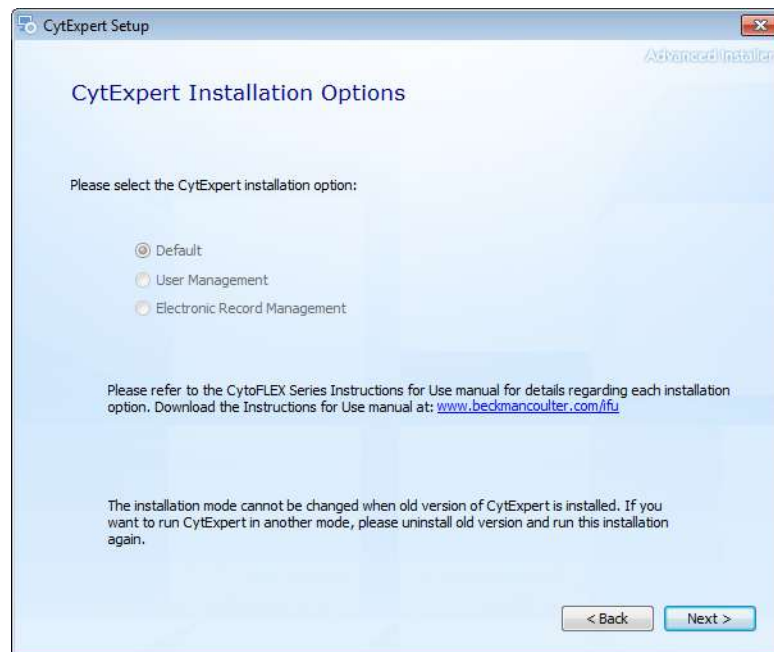 CytExpert Setup
Advanced Installer
CytExpert Installation Options
Please select the CytExpert installation option:
Default
User Management
Electronic Record Management
Please refer to the CytoFLEX Series Instructions for Use manual for details regarding each installation
option. Download the Instructions for Use manual at: www.beckmancoulter.com/ifu
The installation mode cannot be changed when old version of CytExpert is installed. If you
want to run CytExpert in another mode, please uninstall old version and run this installation
again.
< Back Next >